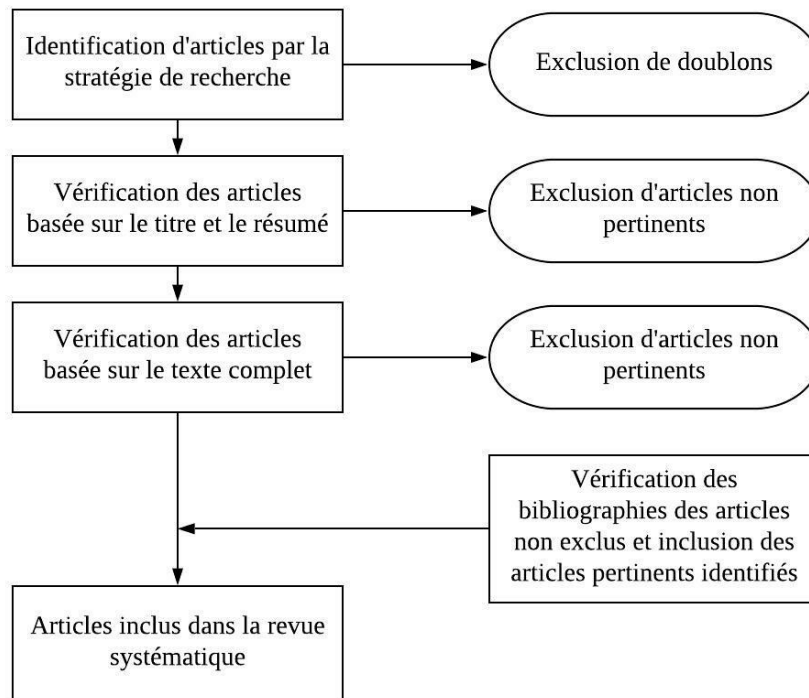 Identification d'articles par la
stratégie de recherche
Exclusion de doublons
Vérification des articles
basée sur le titre et le résumé
Exclusion d'articles non
pertinents
Vérification des articles
basée sur le texte complet
Exclusion d'articles non
pertinents
Vérification des
bibliographies des articles
non exclus et inclusion des
articles pertinents identifiés
Articles inclus dans la revue
systématique